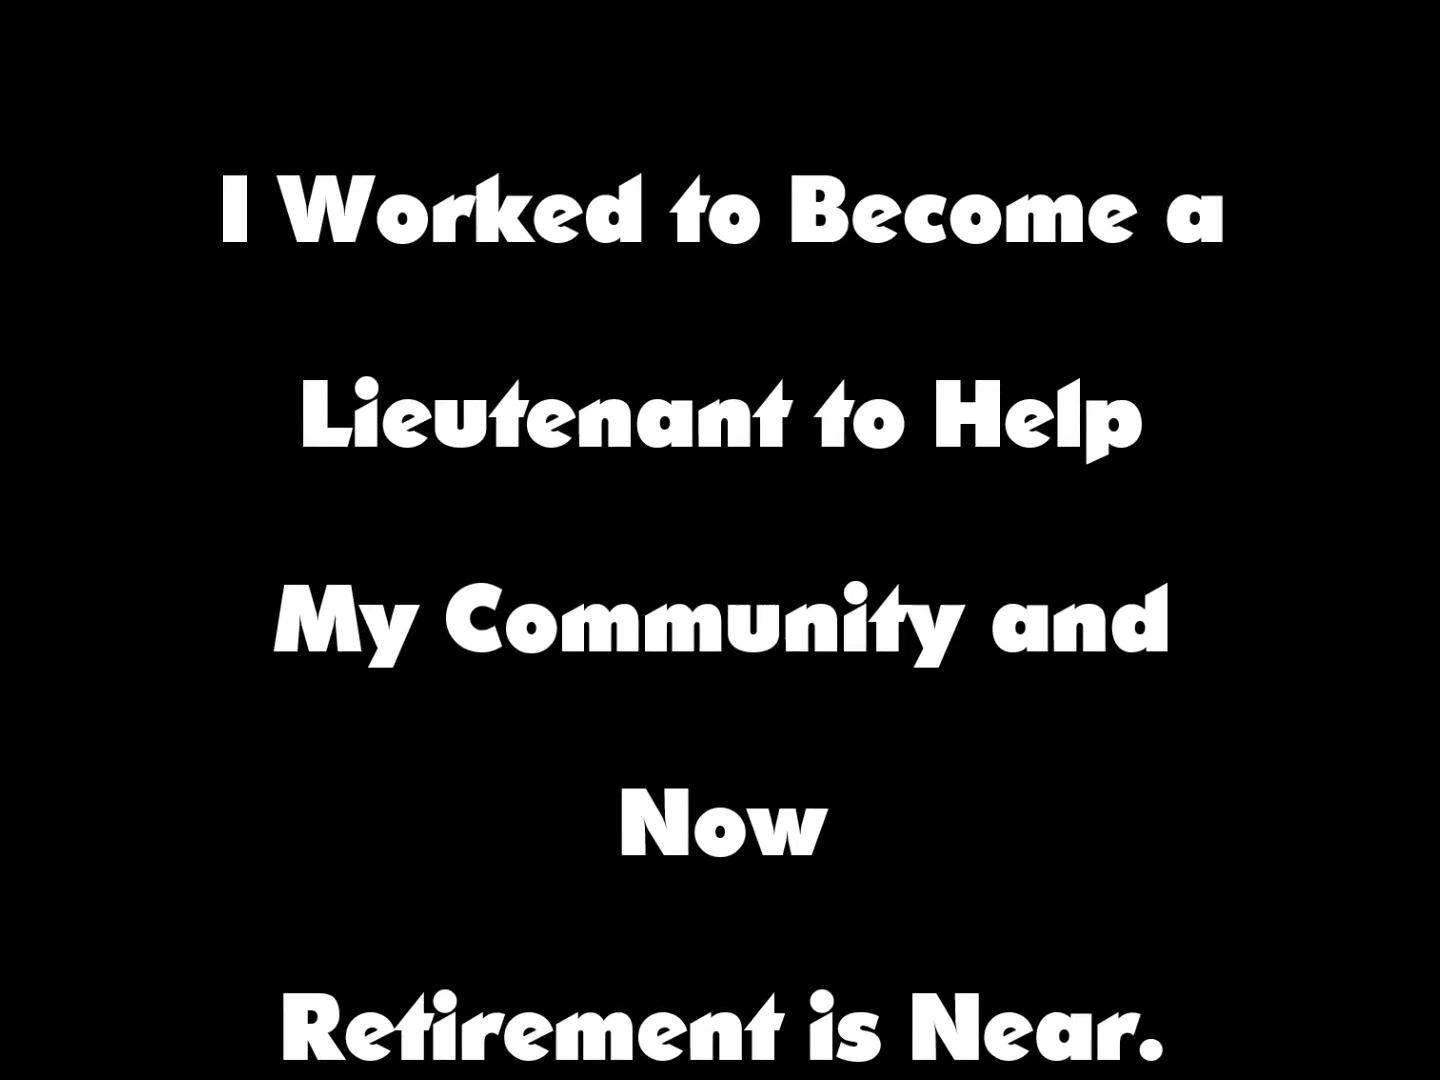 I Worked to Become a
Lieutenant to Help
My Community and
Now
Retirement is Near.